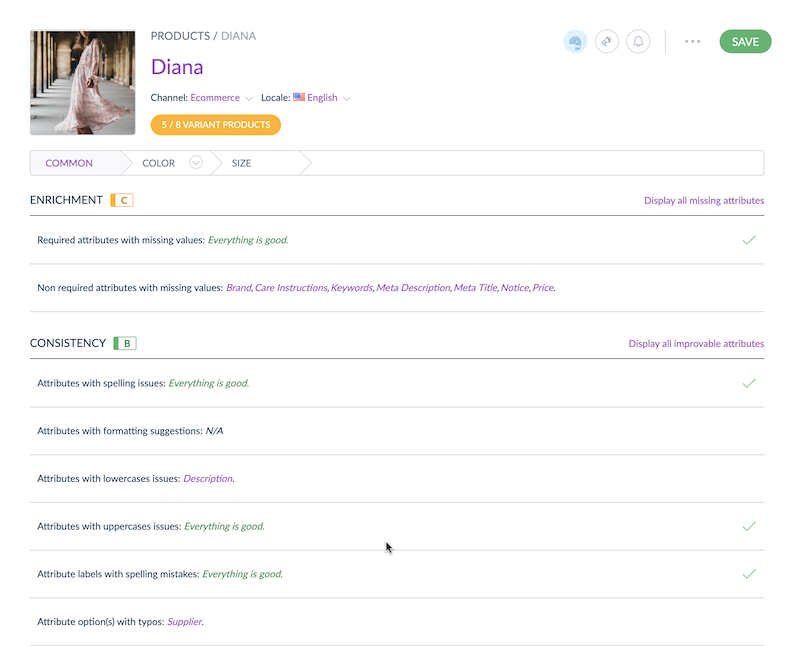 PRODUCTS / DIANA
SAVE
Diana
Channel: Ecommerce Locale: English
5 / 8 VARIANT PRODUCTS
COMMON COLOR SIZE
ENRICHMENT C Display all missing attributes
Required attributes with missing values: Everything is good.
Non required attributes with missing values: Brand, Care Instructions, Keywords, Meta Description, Meta Title, Notice, Price.
CONSISTENCY B Display all improvable attributes
Attributes with spelling issues: Everything is good.
Attributes with formatting suggestions: N/A
Attributes with lowercases issues: Description.
Attributes with uppercases issues: Everything is good.
Attribute labels with spelling mistakes: Everything is good.
Attribute option(s) with typos: Supplier.